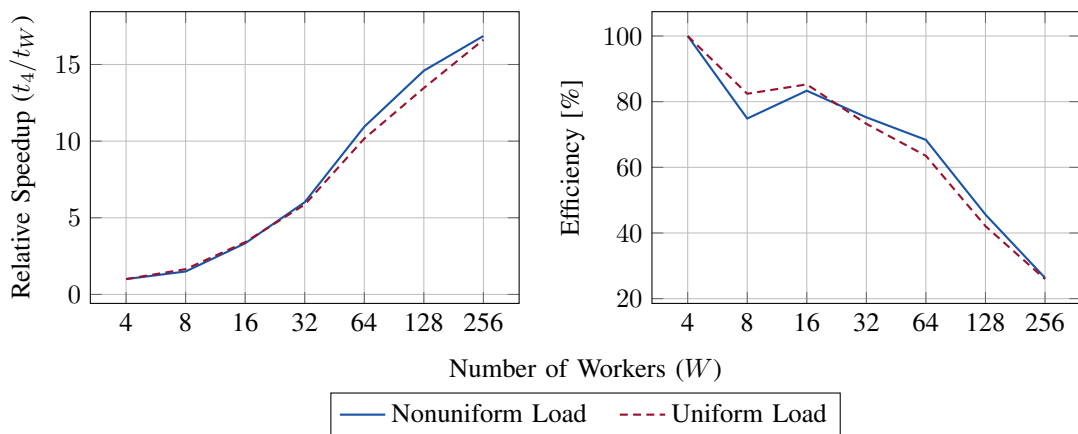 Relative Speedup (t₄/t_W)
15
10
5
0
4 8 16 32 64 128 256
Efficiency [%]
100
80
60
40
20
4 8 16 32 64 128 256
Number of Workers (W)
Nonuniform Load Uniform Load